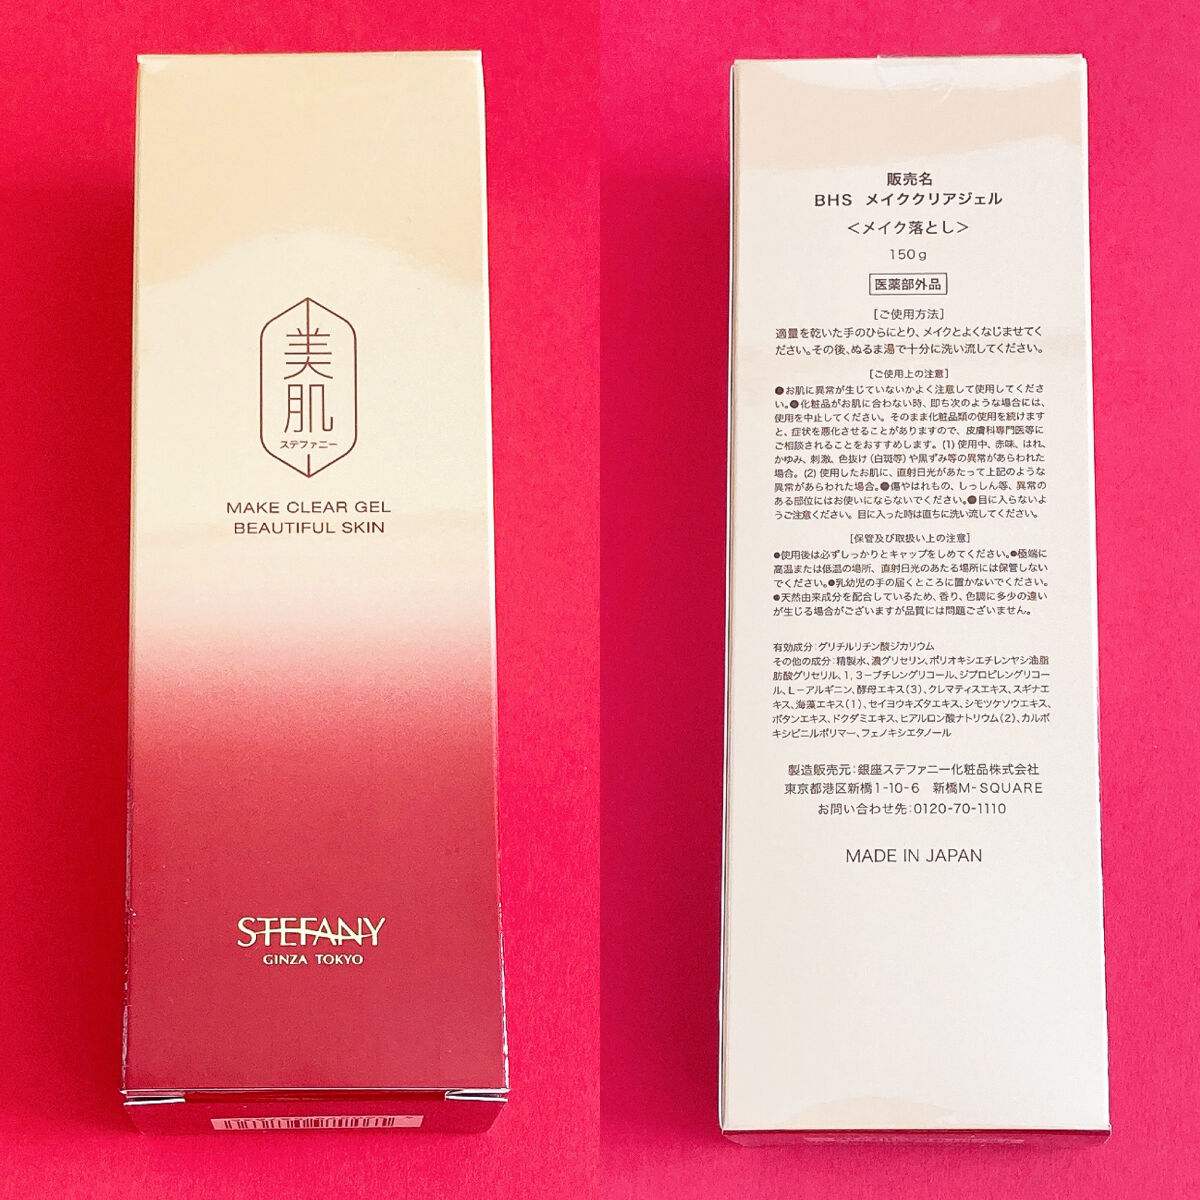 美肌
ステファニー
MAKE CLEAR GEL
BEAUTIFUL SKIN
STEFANY
GINZA TOKYO
販売名
BHS メイククリアジェル
＜メイク落とし＞
150g
医薬部外品
［ご使用方法］
適量を乾いた手のひらにとり、メイクとよくなじませてく
ださい。その後、ぬるま湯で十分に洗い流してください。
［ご使用上の注意］
●お肌に異常が生じていないかよく注意して使用してくださ
い。●化粧品がお肌に合わない時、即ち次のような場合には、
使用を中止してください。そのまま化粧品類の使用を続けます
と、症状を悪化させることがありますので、皮膚科専門医等に
ご相談されることをおすすめします。(1) 使用中、赤味、はれ、
かゆみ、刺激、色抜け（白斑等）や黒ずみ等の異常があらわれた
場合。(2) 使用したお肌に、直射日光があたって上記のような
異常があらわれた場合。●傷やはれもの、しっしん等、異常の
ある部位にはお使いにならないでください。●目に入らないよ
うご注意ください。目に入った時は直ちに洗い流してください。
［保管及び取扱い上の注意］
●使用後は必ずしっかりとキャップをしめてください。●極端に
高温または低温の場所、直射日光のあたる場所には保管しない
でください。●乳幼児の手の届くところに置かないでください。
●天然由来成分を配合しているため、香り、色調に多少の違い
が生じる場合がございますが品質には問題ございません。
有効成分：グリチルリチン酸ジカリウム
その他の成分：精製水、濃グリセリン、ポリオキシエチレンヤシ油脂
肪酸グリセリル、1，3－ブチレングリコール、ジプロピレングリコー
ル、L－アルギニン、酵母エキス（3）、クレマティスエキス、スギナエ
キス、海藻エキス（1）、セイヨウキズタエキス、シモツケソウエキス、
ボタンエキス、ドクダミエキス、ヒアルロン酸ナトリウム（2）、カルボ
キシビニルポリマー、フェノキシエタノール
製造販売元：銀座ステファニー化粧品株式会社
東京都港区新橋1-10-6 新橋M-SQUARE
お問い合わせ先：0120-70-1110
MADE IN JAPAN